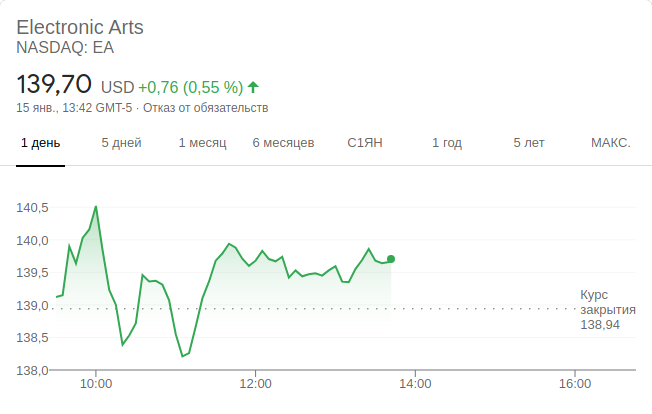 Electronic Arts
NASDAQ: EA
139,70 USD +0,76 (0,55 %)
15 янв., 13:42 GMT-5 · Отказ от обязательств
1 день 5 дней 1 месяц 6 месяцев С1ЯН 1 год 5 лет МАКС.
140,5
140,0
139,5
139,0
138,5
138,0
Курс
закрытия
138,94
10:00 12:00 14:00 16:00